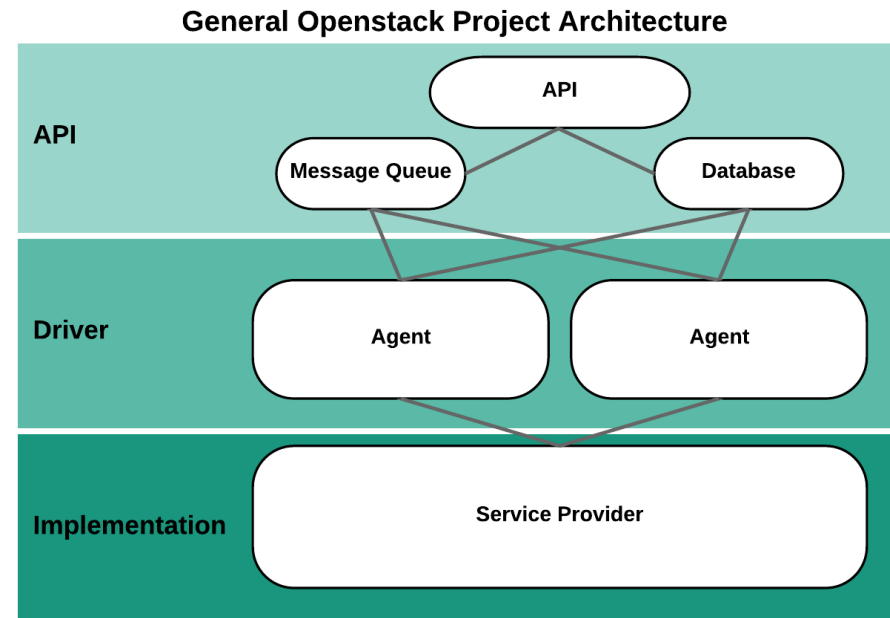 General Openstack Project Architecture
API
API
Message Queue
Database
Driver
Agent
Agent
Implementation
Service Provider